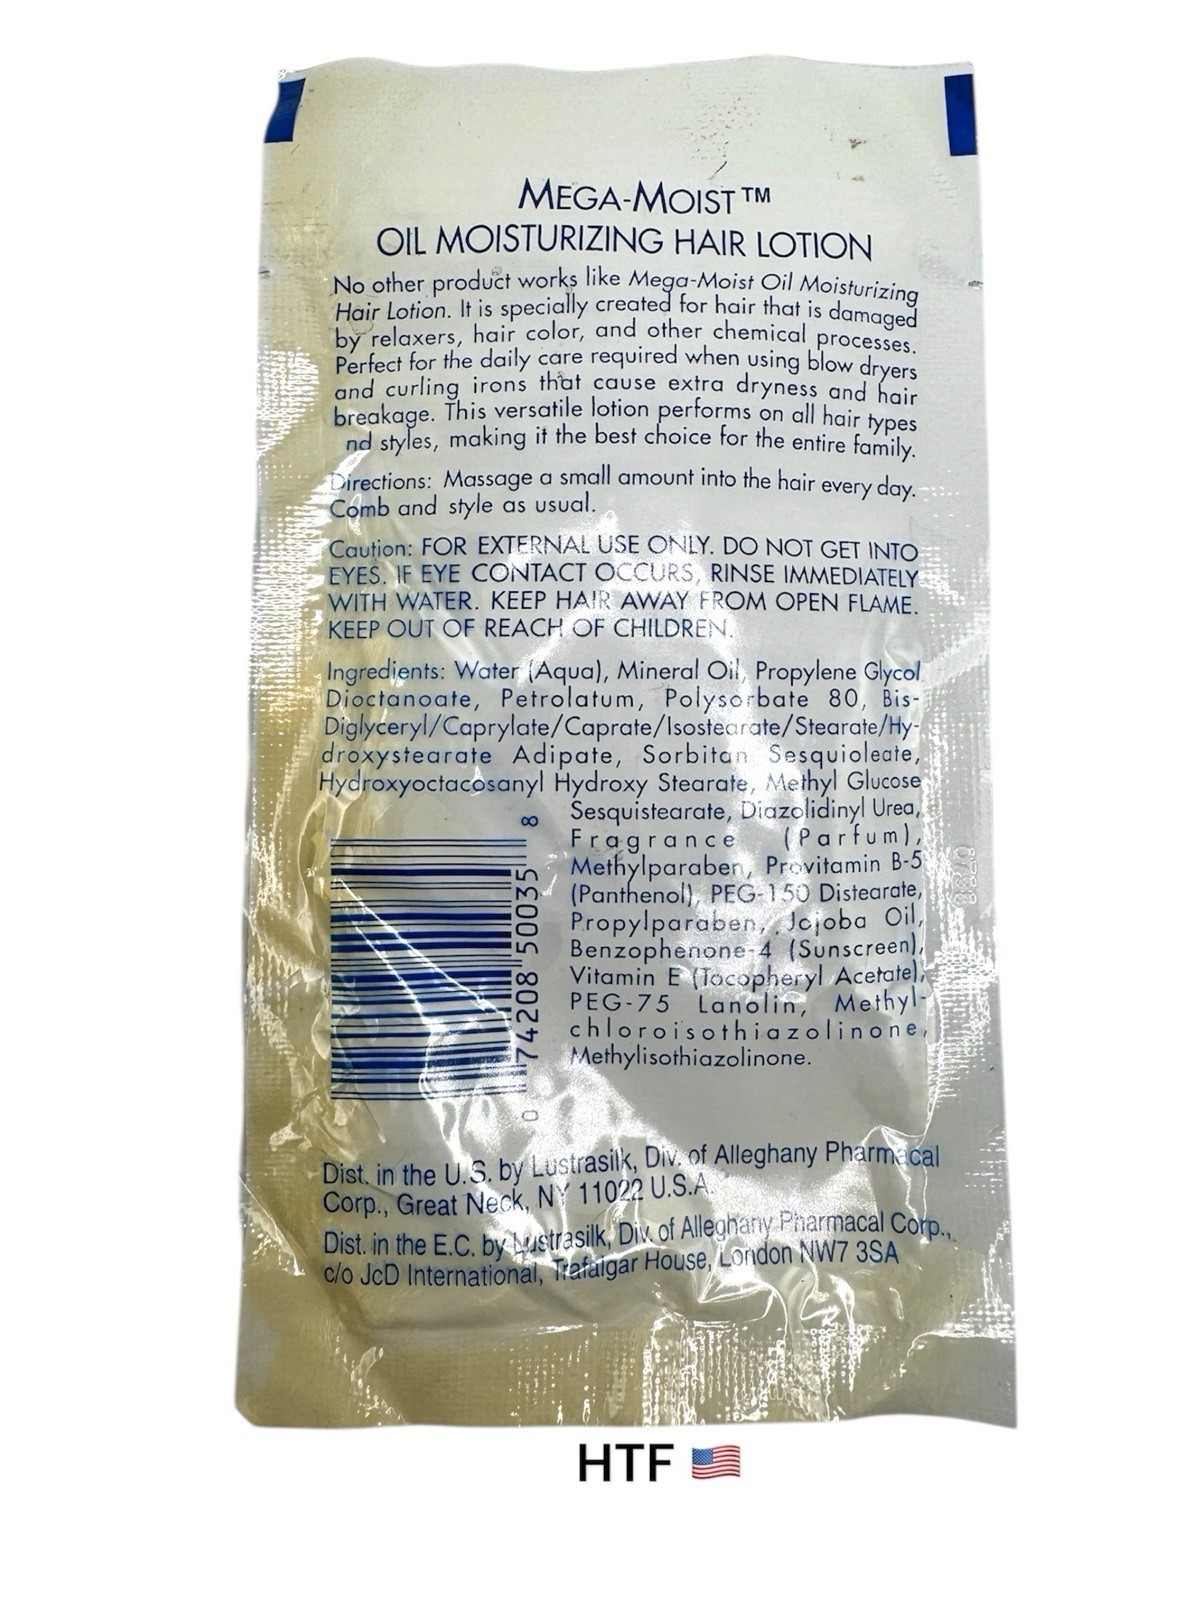 MEGA-MOIST™
OIL MOISTURIZING HAIR LOTION
No other product works like Mega-Moist Oil Moisturizing
Hair Lotion. It is specially created for hair that is damaged
by relaxers, hair color, and other chemical processes.
Perfect for the daily care required when using blow dryers
and curling irons that cause extra dryness and hair
breakage. This versatile lotion performs on all hair types
nd styles, making it the best choice for the entire family.
Directions: Massage a small amount into the hair every day.
Comb and style as usual.
Caution: FOR EXTERNAL USE ONLY. DO NOT GET INTO
EYES. IF EYE CONTACT OCCURS, RINSE IMMEDIATELY
WITH WATER. KEEP HAIR AWAY FROM OPEN FLAME.
KEEP OUT OF REACH OF CHILDREN.
Ingredients: Water (Aqua), Mineral Oil, Propylene Glycol
Dioctanoate, Petrolatum, Polysorbate 80, Bis-
Diglyceryl/Caprylate/Caprate/Isostearate/Stearate/Hy-
droxystearate Adipate, Sorbitan Sesquioleate,
Hydroxyoctacosanyl Hydroxy Stearate, Methyl Glucose
Sesquistearate, Diazolidinyl Urea,
Fragrance (Parfum),
Methylparaben, Provitamin B-5
(Panthenol), PEG-150 Distearate,
Propylparaben, Jojoba Oil,
Benzophenone-4 (Sunscreen),
Vitamin E (Tocopheryl Acetate),
PEG-75 Lanolin, Methyl-
chloroisothiazolinone,
Methylisothiazolinone.
0 74208 50035 8
Dist. in the U.S. by Lustrasilk, Div. of Alleghany Pharmacal
Corp., Great Neck, NY 11022 U.S.A.
Dist. in the E.C. by Lustrasilk, Div. of Alleghany Pharmacal Corp.,
c/o JcD International, Trafalgar House, London NW7 3SA
HTF 🇺🇸